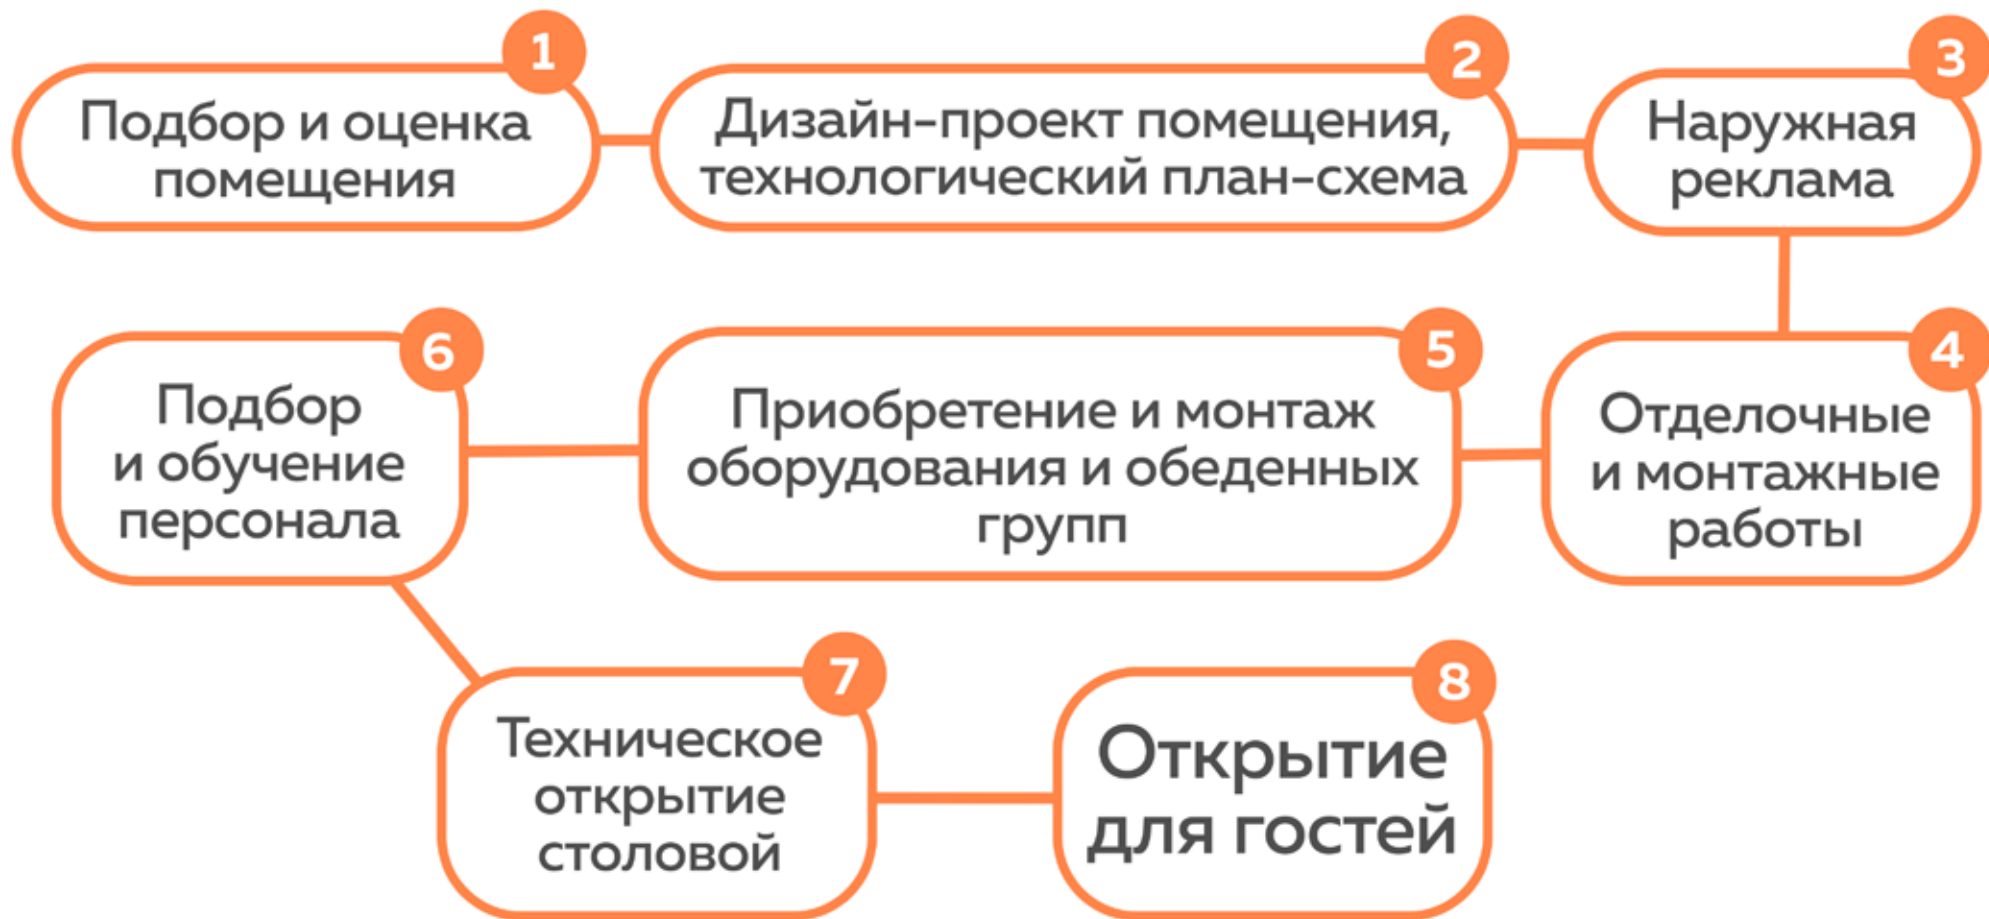 1
Подбор и оценка
помещения
2
Дизайн-проект помещения,
технологический план-схема
3
Наружная
реклама
4
Отделочные
и монтажные
работы
5
Приобретение и монтаж
оборудования и обеденных
групп
6
Подбор
и обучение
персонала
7
Техническое
открытие
столовой
8
Открытие
для гостей